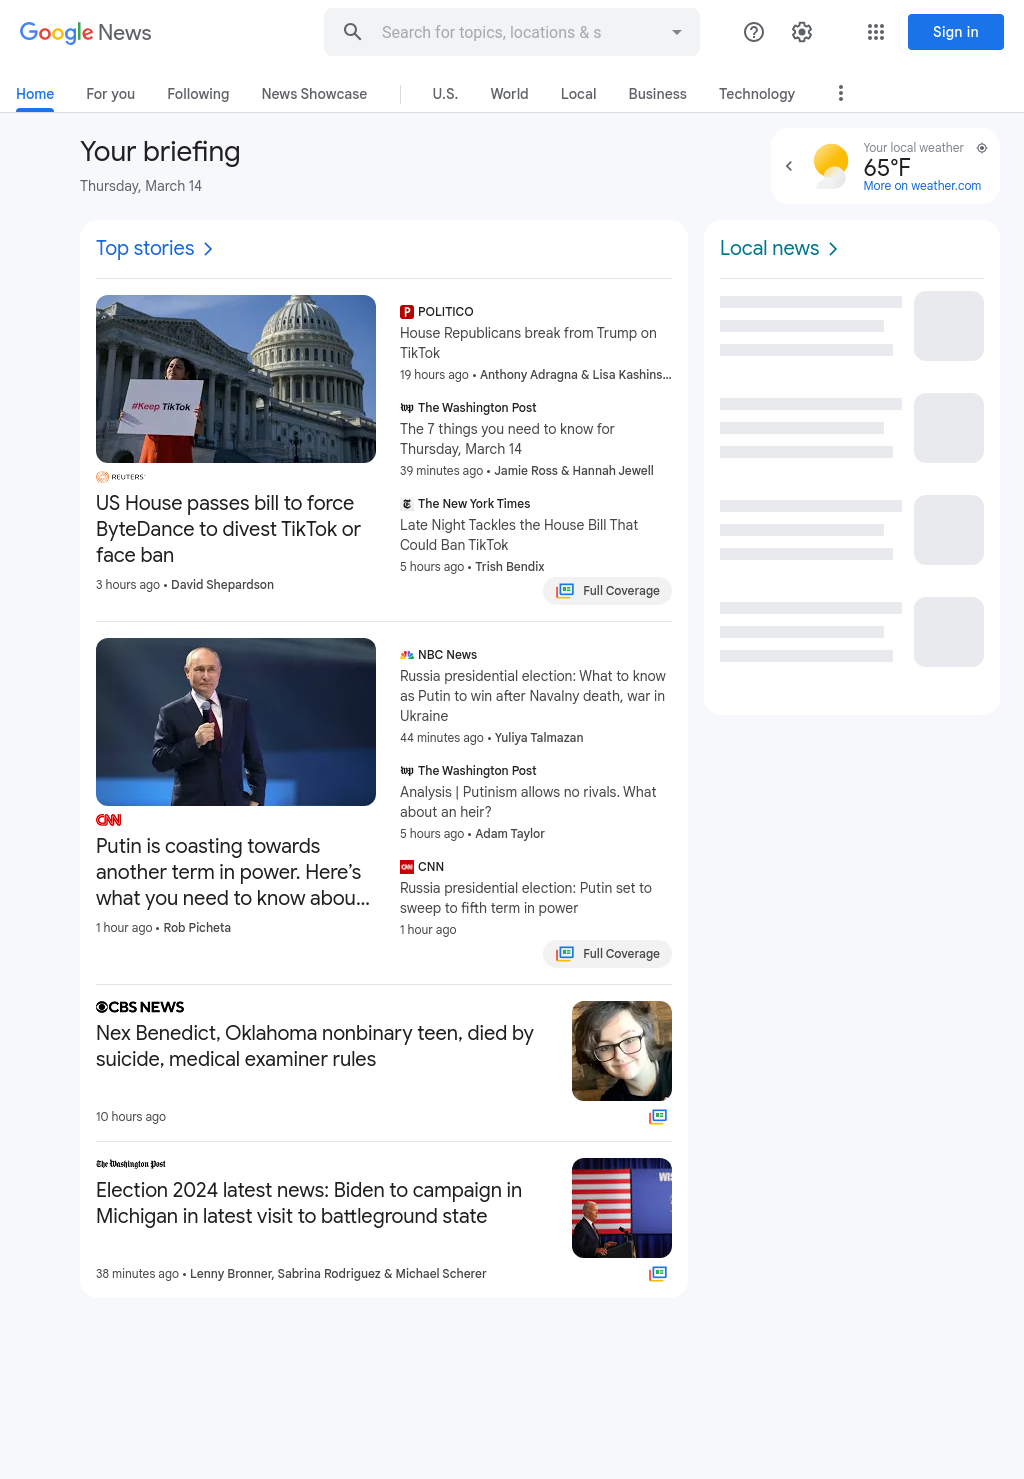 Google News
Search for topics, locations & s
Sign in
Home
For you
Following
News Showcase
U.S.
World
Local
Business
Technology
Your briefing
Thursday, March 14
Your local weather
65°F
More on weather.com
Top stories
#Keep TikTok
REUTERS
US House passes bill to force
ByteDance to divest TikTok or
face ban
3 hours ago • David Shepardson
POLITICO
House Republicans break from Trump on
TikTok
19 hours ago • Anthony Adragna & Lisa Kashins...
The Washington Post
The 7 things you need to know for
Thursday, March 14
39 minutes ago • Jamie Ross & Hannah Jewell
The New York Times
Late Night Tackles the House Bill That
Could Ban TikTok
5 hours ago • Trish Bendix
Full Coverage
CNN
Putin is coasting towards
another term in power. Here’s
what you need to know abou...
1 hour ago • Rob Picheta
NBC News
Russia presidential election: What to know
as Putin to win after Navalny death, war in
Ukraine
44 minutes ago • Yuliya Talmazan
The Washington Post
Analysis | Putinism allows no rivals. What
about an heir?
5 hours ago • Adam Taylor
CNN
CNN
Russia presidential election: Putin set to
sweep to fifth term in power
1 hour ago
Full Coverage
CBS NEWS
Nex Benedict, Oklahoma nonbinary teen, died by
suicide, medical examiner rules
10 hours ago
The Washington Post
Election 2024 latest news: Biden to campaign in
Michigan in latest visit to battleground state
WIS
38 minutes ago • Lenny Bronner, Sabrina Rodriguez & Michael Scherer
Local news